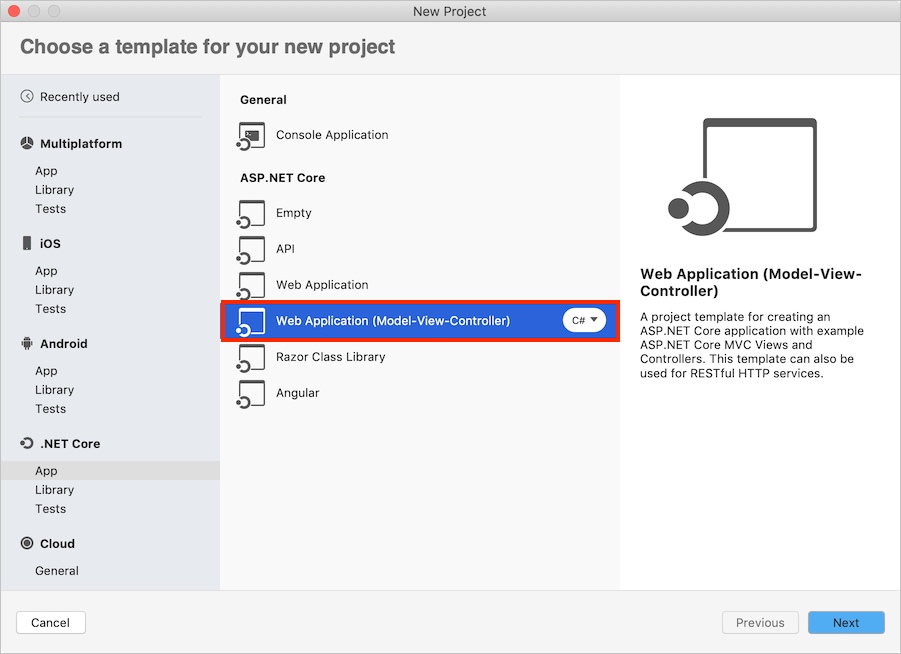 New Project
Choose a template for your new project
Recently used
Multiplatform
App
Library
Tests
iOS
App
Library
Tests
Android
App
Library
Tests
.NET Core
App
Library
Tests
Cloud
General
General
Console Application
ASP.NET Core
Empty
API
Web Application
Web Application (Model-View-Controller)
C#
Razor Class Library
Angular
Web Application (Model-View-
Controller)
A project template for creating an
ASP.NET Core application with example
ASP.NET Core MVC Views and
Controllers. This template can also be
used for RESTful HTTP services.
Cancel
Previous
Next